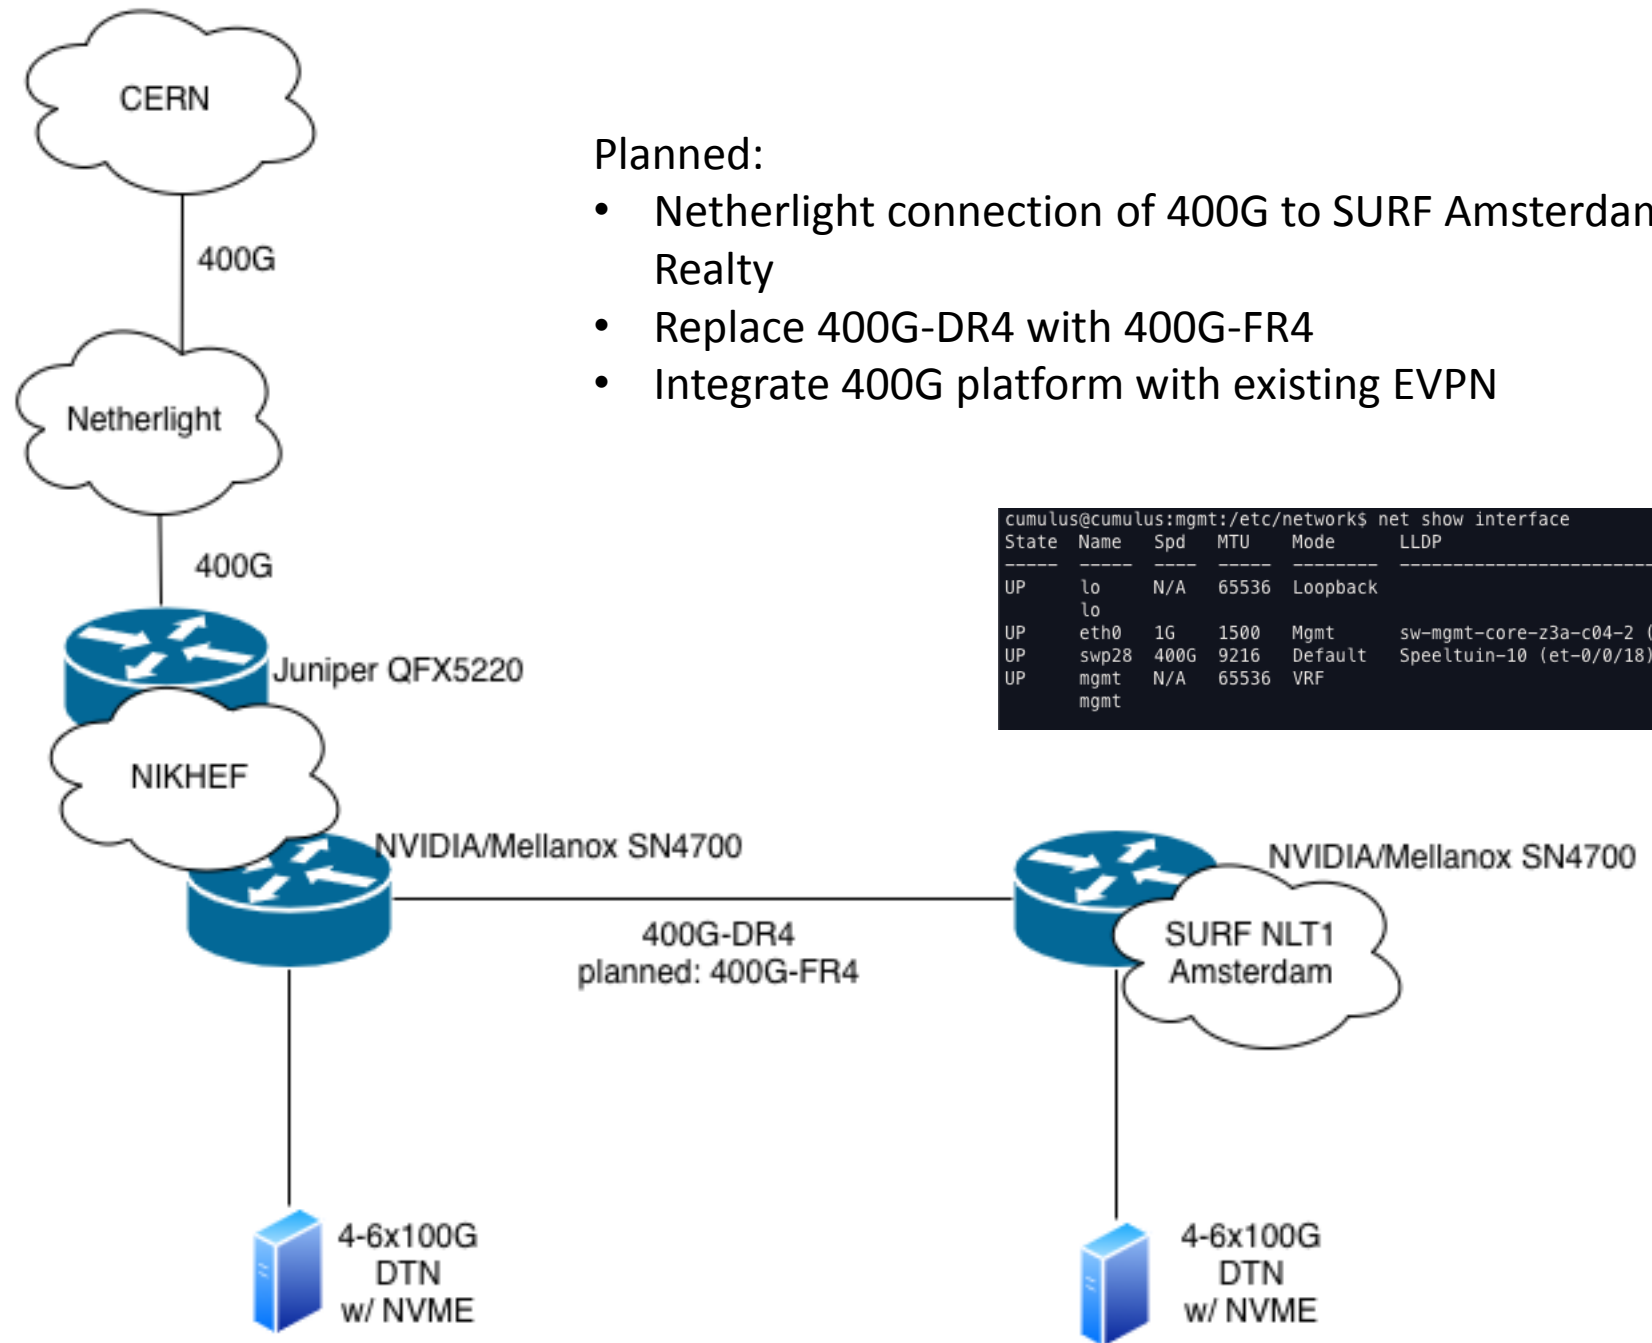 CERN
400G
Netherlight
400G
Juniper QFX5220
NIKHEF
NVIDIA/Mellanox SN4700
400G-DR4
planned: 400G-FR4
NVIDIA/Mellanox SN4700
SURF NLT1
Amsterdam
4-6x100G
DTN
w/ NVME
4-6x100G
DTN
w/ NVME
Planned:
• Netherlight connection of 400G to SURF Amsterdam
Realty
• Replace 400G-DR4 with 400G-FR4
• Integrate 400G platform with existing EVPN
cumulus@cumulus:mgmt:/etc/network$ net show interface
State Name Spd MTU Mode LLDP
----- ----- ---- ----- -------- ------------------------
UP lo N/A 65536 Loopback
lo
UP eth0 1G 1500 Mgmt sw-mgmt-core-z3a-c04-2 (
UP swp28 400G 9216 Default Speeltuin-10 (et-0/0/18)
UP mgmt N/A 65536 VRF
mgmt